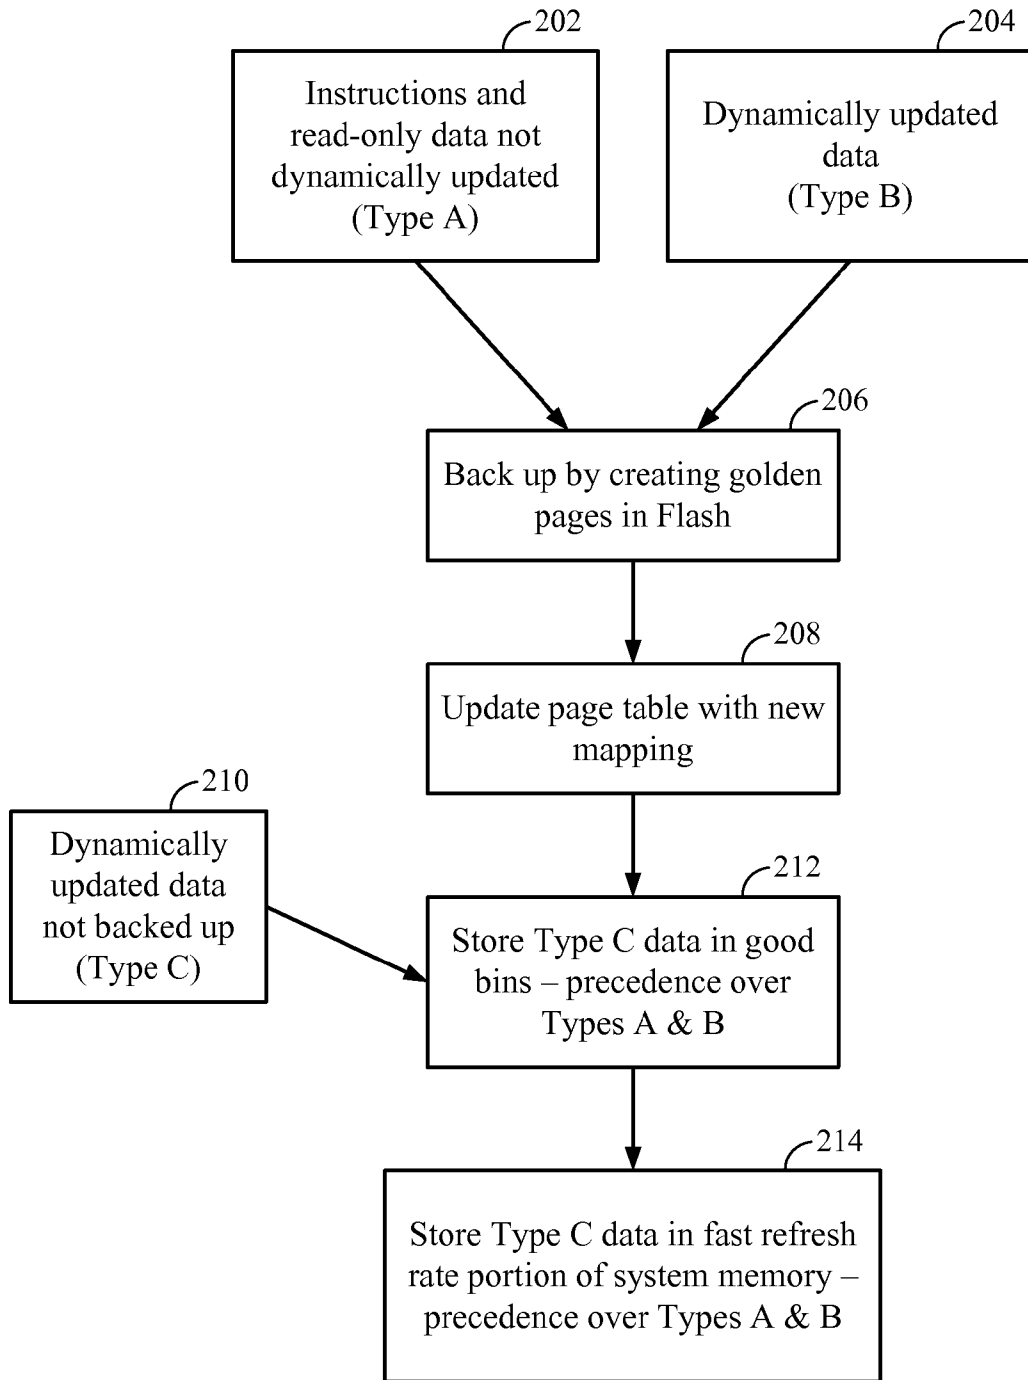 202
Instructions and
read-only data not
dynamically updated
(Type A)
204
Dynamically updated
data
(Type B)
206
Back up by creating golden
pages in Flash
208
Update page table with new
mapping
210
Dynamically
updated data
not backed up
(Type C)
212
Store Type C data in good
bins – precedence over
Types A & B
214
Store Type C data in fast refresh
rate portion of system memory –
precedence over Types A & B